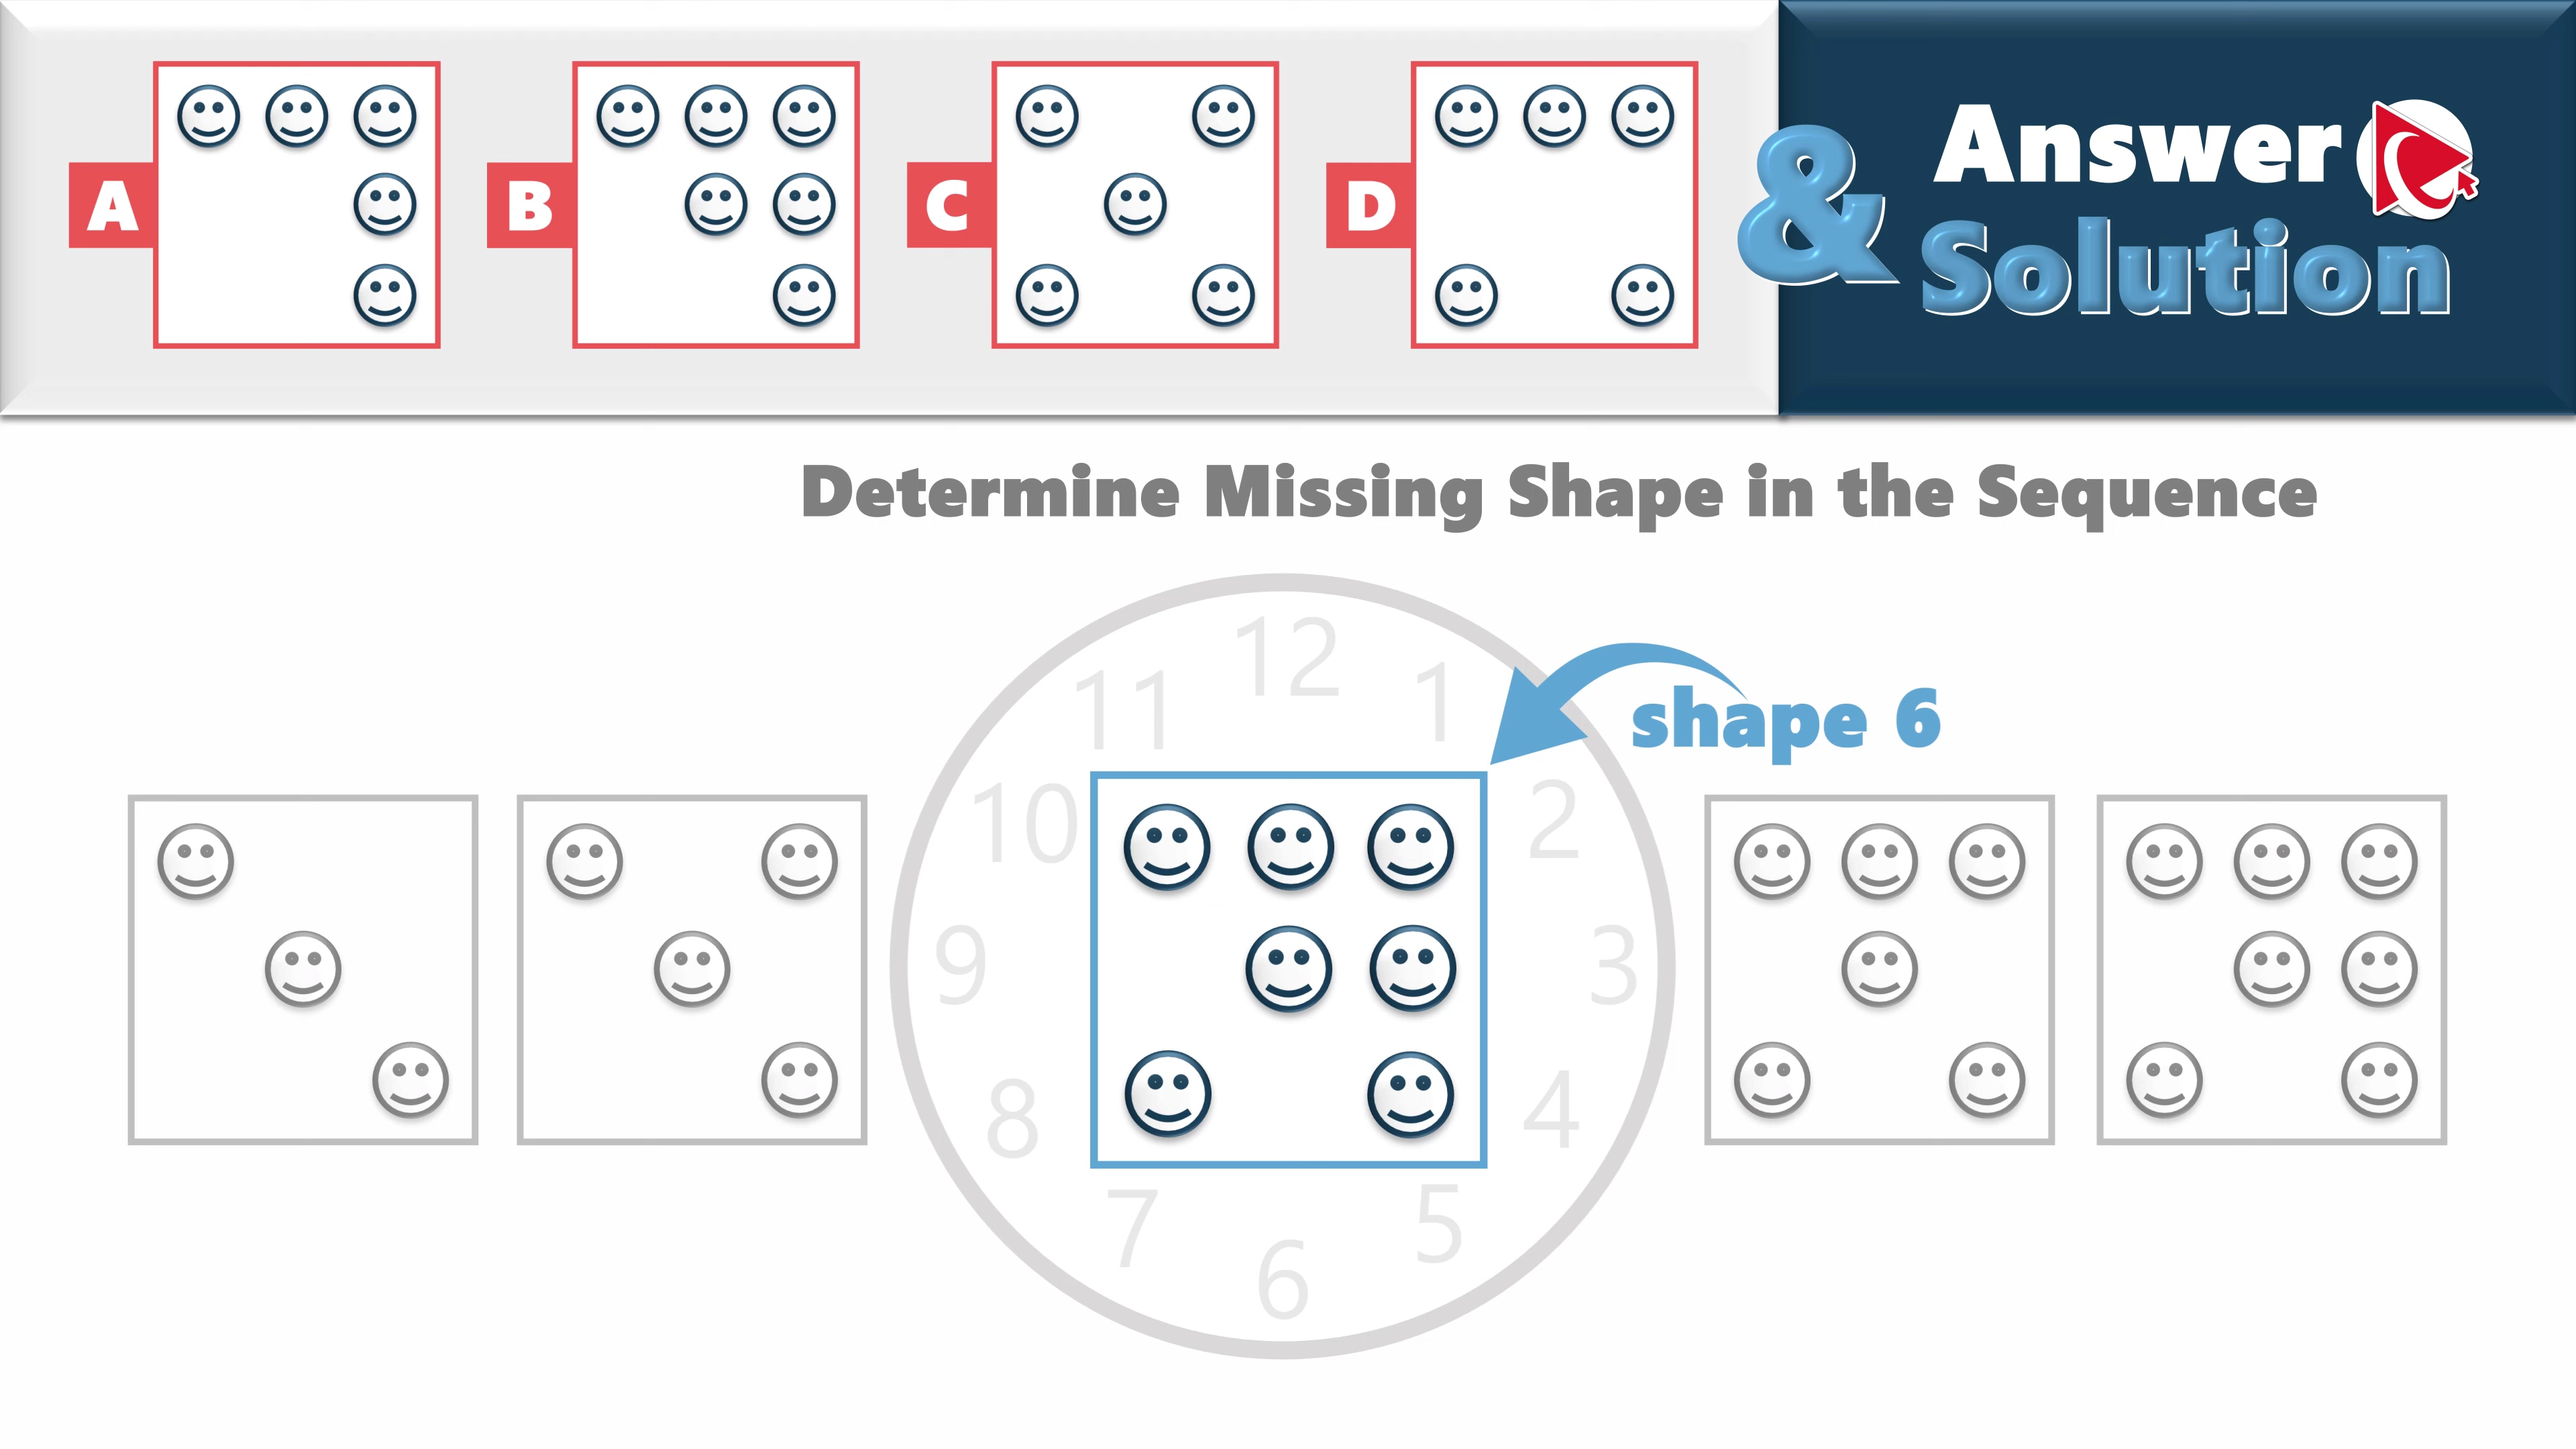 A
B
C
D
Answer
& Solution
Determine Missing Shape in the Sequence
12
11
1
shape 6
10
2
9
3
8
4
7
5
6